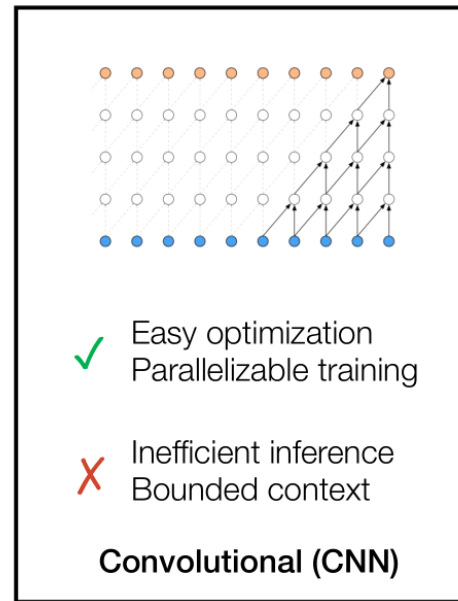 Easy optimization
Parallelizable training
Inefficient inference
Bounded context
Convolutional (CNN)